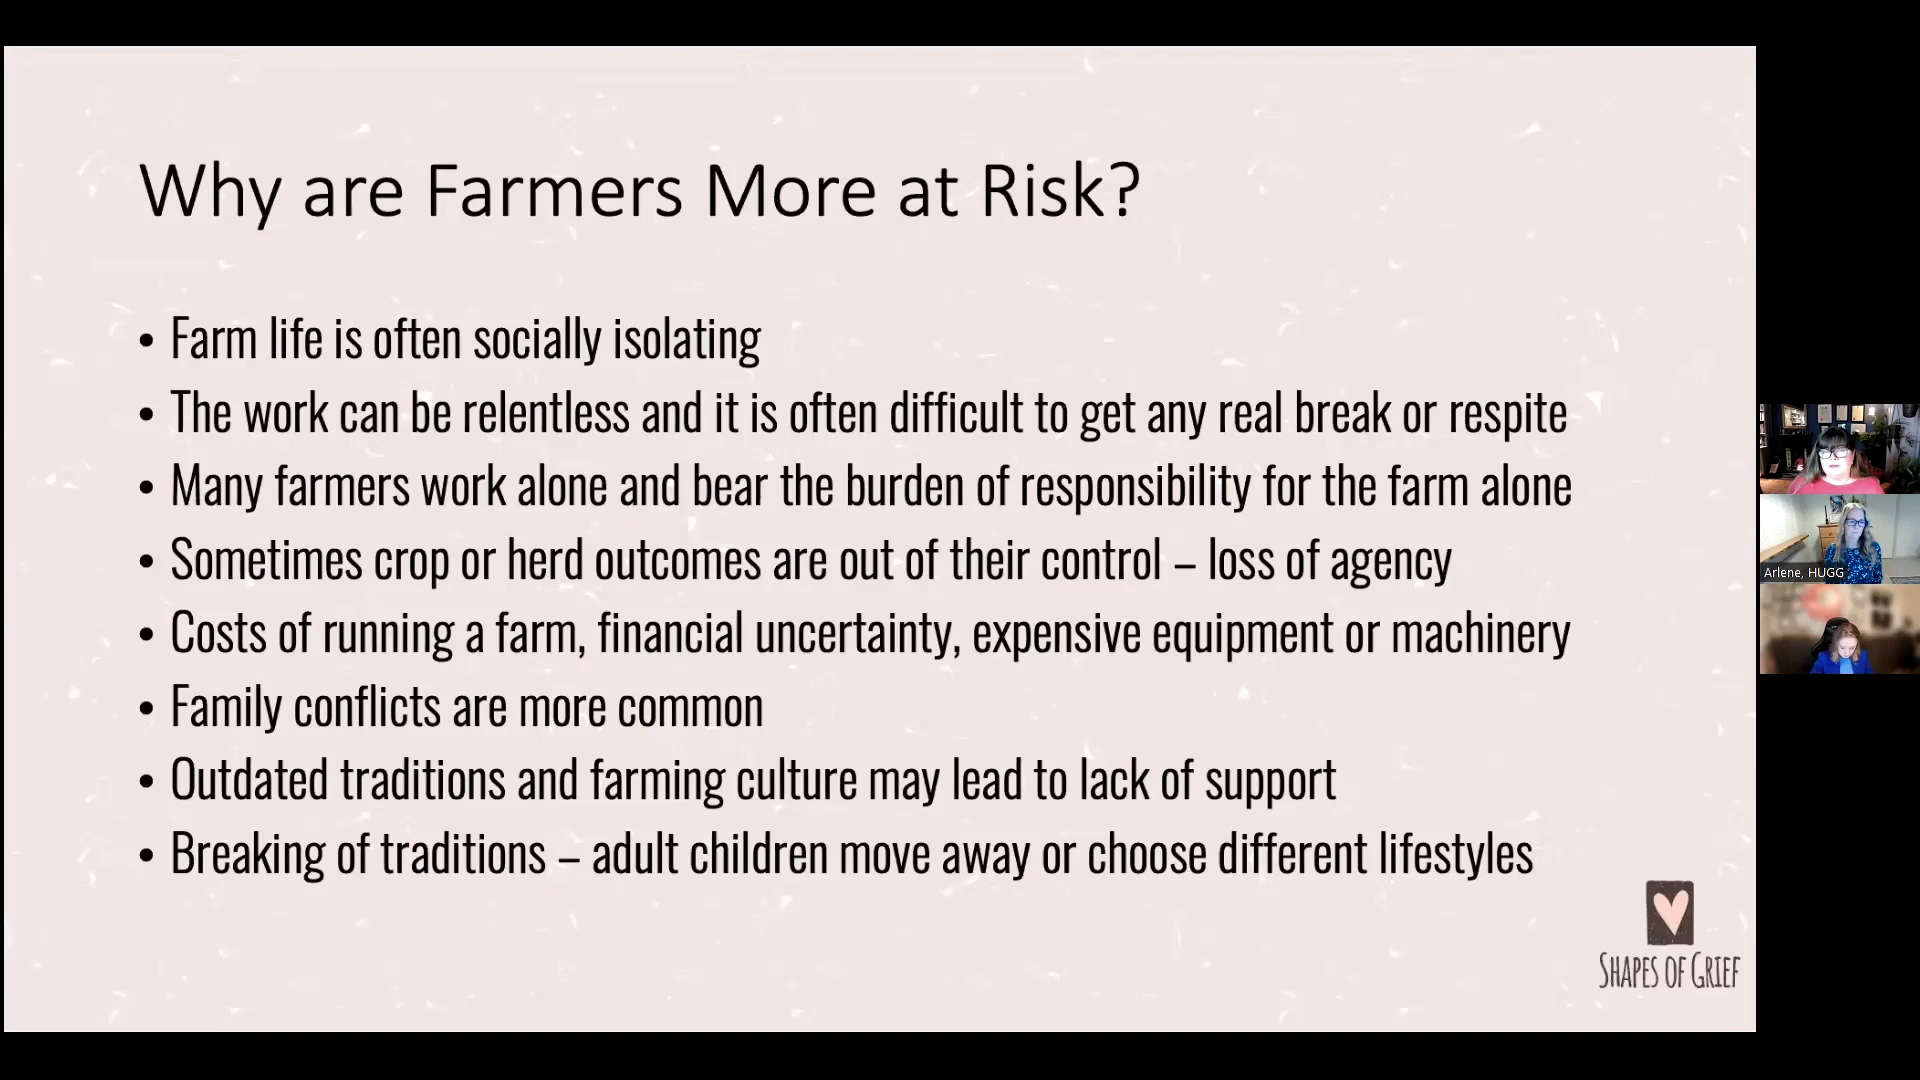 Why are Farmers More at Risk?
• Farm life is often socially isolating
• The work can be relentless and it is often difficult to get any real break or respite
• Many farmers work alone and bear the burden of responsibility for the farm alone
• Sometimes crop or herd outcomes are out of their control – loss of agency
• Costs of running a farm, financial uncertainty, expensive equipment or machinery
• Family conflicts are more common
• Outdated traditions and farming culture may lead to lack of support
• Breaking of traditions – adult children move away or choose different lifestyles
SHAPES OF GRIEF
Arlene, HUGG